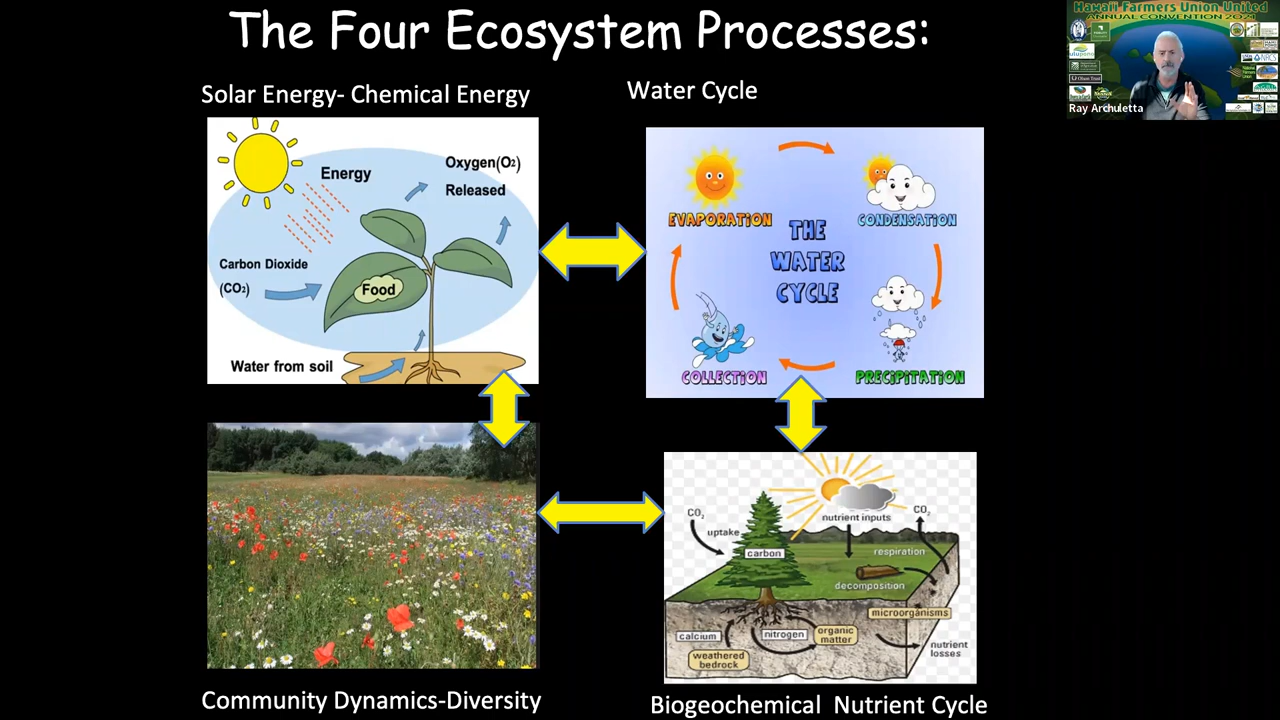 The Four Ecosystem Processes:
Hawaii Farmers Union United
ANNUAL CONVENTION 2021
NRCS
Ray Archuletta
Solar Energy- Chemical Energy
Water Cycle
Energy
Oxygen(O2)
Released
Carbon Dioxide
(CO2)
Food
Water from soil
EVAPORATION
CONDENSATION
THE
WATER
CYCLE
COLLECTION
PRECIPITATION
CO2
uptake
carbon
nutrient inputs
CO2
respiration
decomposition
microorganisms
calcium
nitrogen
organic
matter
weathered
bedrock
nutrient
losses
Community Dynamics-Diversity
Biogeochemical Nutrient Cycle